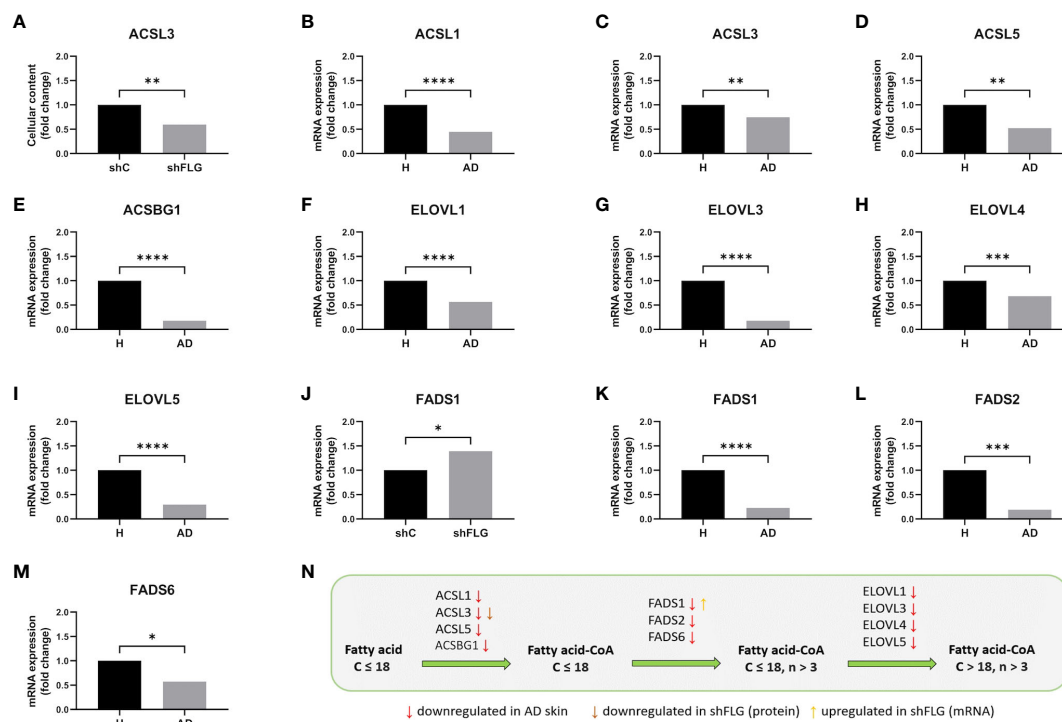 A
ACSL3
Cellular content
(fold change)
2.0
1.5
1.0
0.5
0.0
**
shC shFLG
B
ACSL1
mRNA expression
(fold change)
2.0
1.5
1.0
0.5
0.0
****
H AD
C
ACSL3
mRNA expression
(fold change)
2.0
1.5
1.0
0.5
0.0
**
H AD
D
ACSL5
mRNA expression
(fold change)
2.0
1.5
1.0
0.5
0.0
**
H AD
E
ACSBG1
mRNA expression
(fold change)
2.0
1.5
1.0
0.5
0.0
****
H AD
F
ELOVL1
mRNA expression
(fold change)
2.0
1.5
1.0
0.5
0.0
****
H AD
G
ELOVL3
mRNA expression
(fold change)
2.0
1.5
1.0
0.5
0.0
****
H AD
H
ELOVL4
mRNA expression
(fold change)
2.0
1.5
1.0
0.5
0.0
***
H AD
I
ELOVL5
mRNA expression
(fold change)
2.0
1.5
1.0
0.5
0.0
****
H AD
J
FADS1
mRNA expression
(fold change)
2.0
1.5
1.0
0.5
0.0
*
shC shFLG
K
FADS1
mRNA expression
(fold change)
2.0
1.5
1.0
0.5
0.0
****
H AD
L
FADS2
mRNA expression
(fold change)
2.0
1.5
1.0
0.5
0.0
***
H AD
M
FADS6
mRNA expression
(fold change)
2.0
1.5
1.0
0.5
0.0
*
H AD
N
Fatty acid
C ≤ 18
ACSL1 ↓
ACSL3 ↓ ↓
ACSL5 ↓
ACSBG1 ↓
Fatty acid-CoA
C ≤ 18
FADS1 ↓ ↑
FADS2 ↓
FADS6 ↓
Fatty acid-CoA
C ≤ 18, n > 3
ELOVL1 ↓
ELOVL3 ↓
ELOVL4 ↓
ELOVL5 ↓
Fatty acid-CoA
C > 18, n > 3
↓ downregulated in AD skin ↓ downregulated in shFLG (protein) ↑ upregulated in shFLG (mRNA)